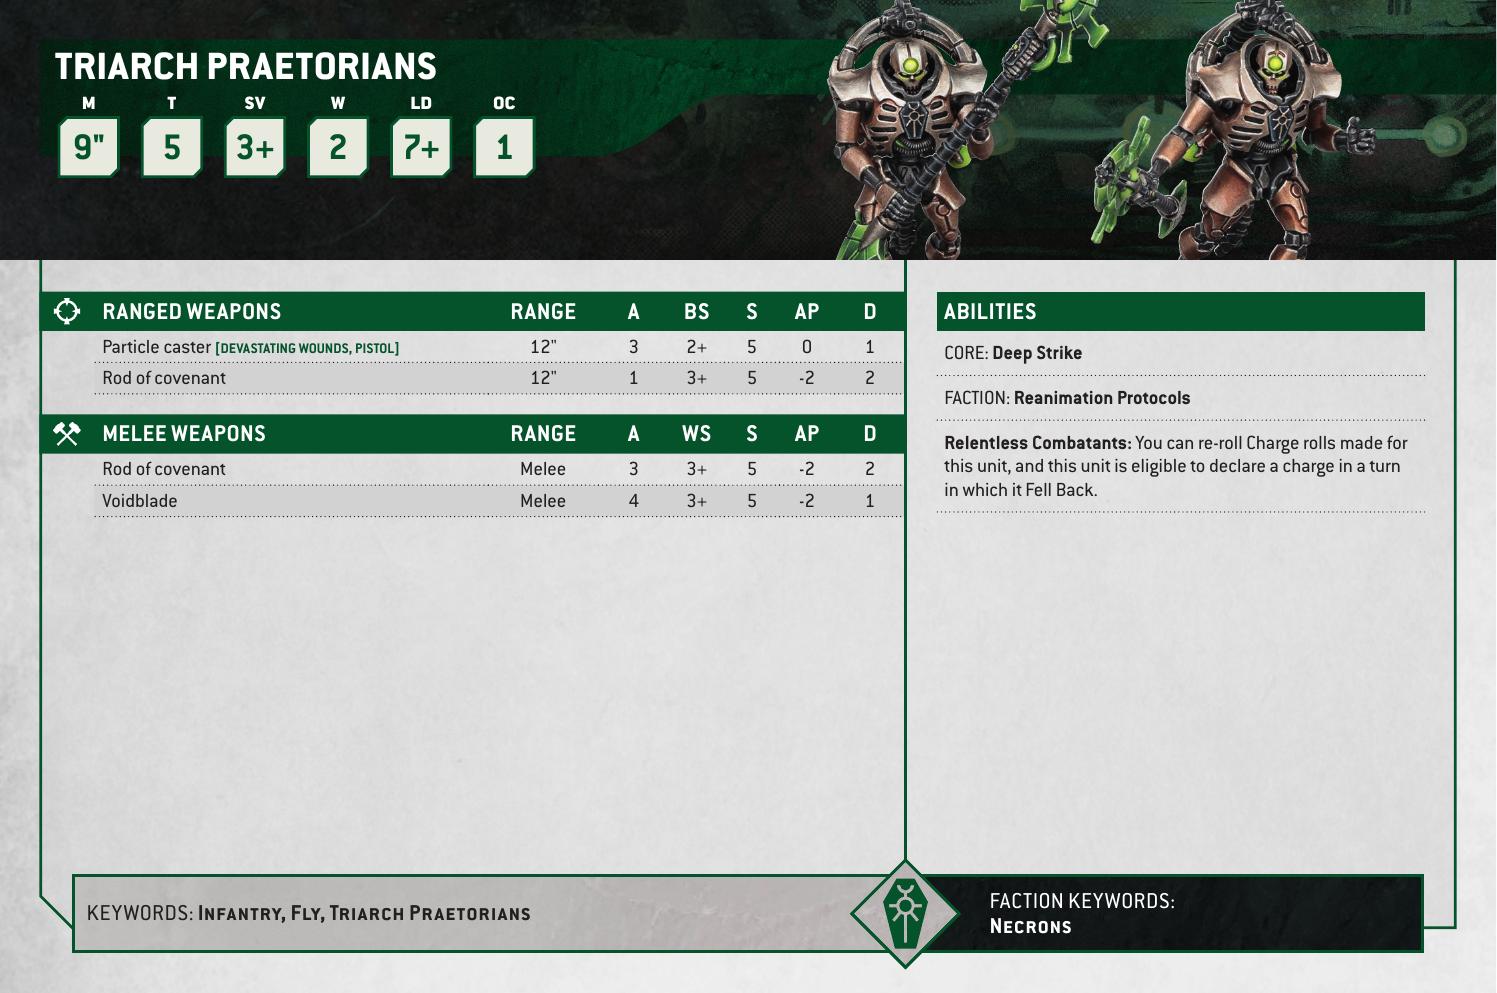 TRIARCH PRAETORIANS
M T SV W LD OC
9" 5 3+ 2 7+ 1
RANGED WEAPONS RANGE A BS S AP D
Particle caster [DEVASTATING WOUNDS, PISTOL] 12" 3 2+ 5 0 1
Rod of covenant 12" 1 3+ 5 -2 2
MELEE WEAPONS RANGE A WS S AP D
Rod of covenant Melee 3 3+ 5 -2 2
Voidblade Melee 4 3+ 5 -2 1
ABILITIES
CORE: Deep Strike
FACTION: Reanimation Protocols
Relentless Combatants: You can re-roll Charge rolls made for
this unit, and this unit is eligible to declare a charge in a turn
in which it Fell Back.
KEYWORDS: INFANTRY, FLY, TRIARCH PRAETORIANS
FACTION KEYWORDS:
NECRONS